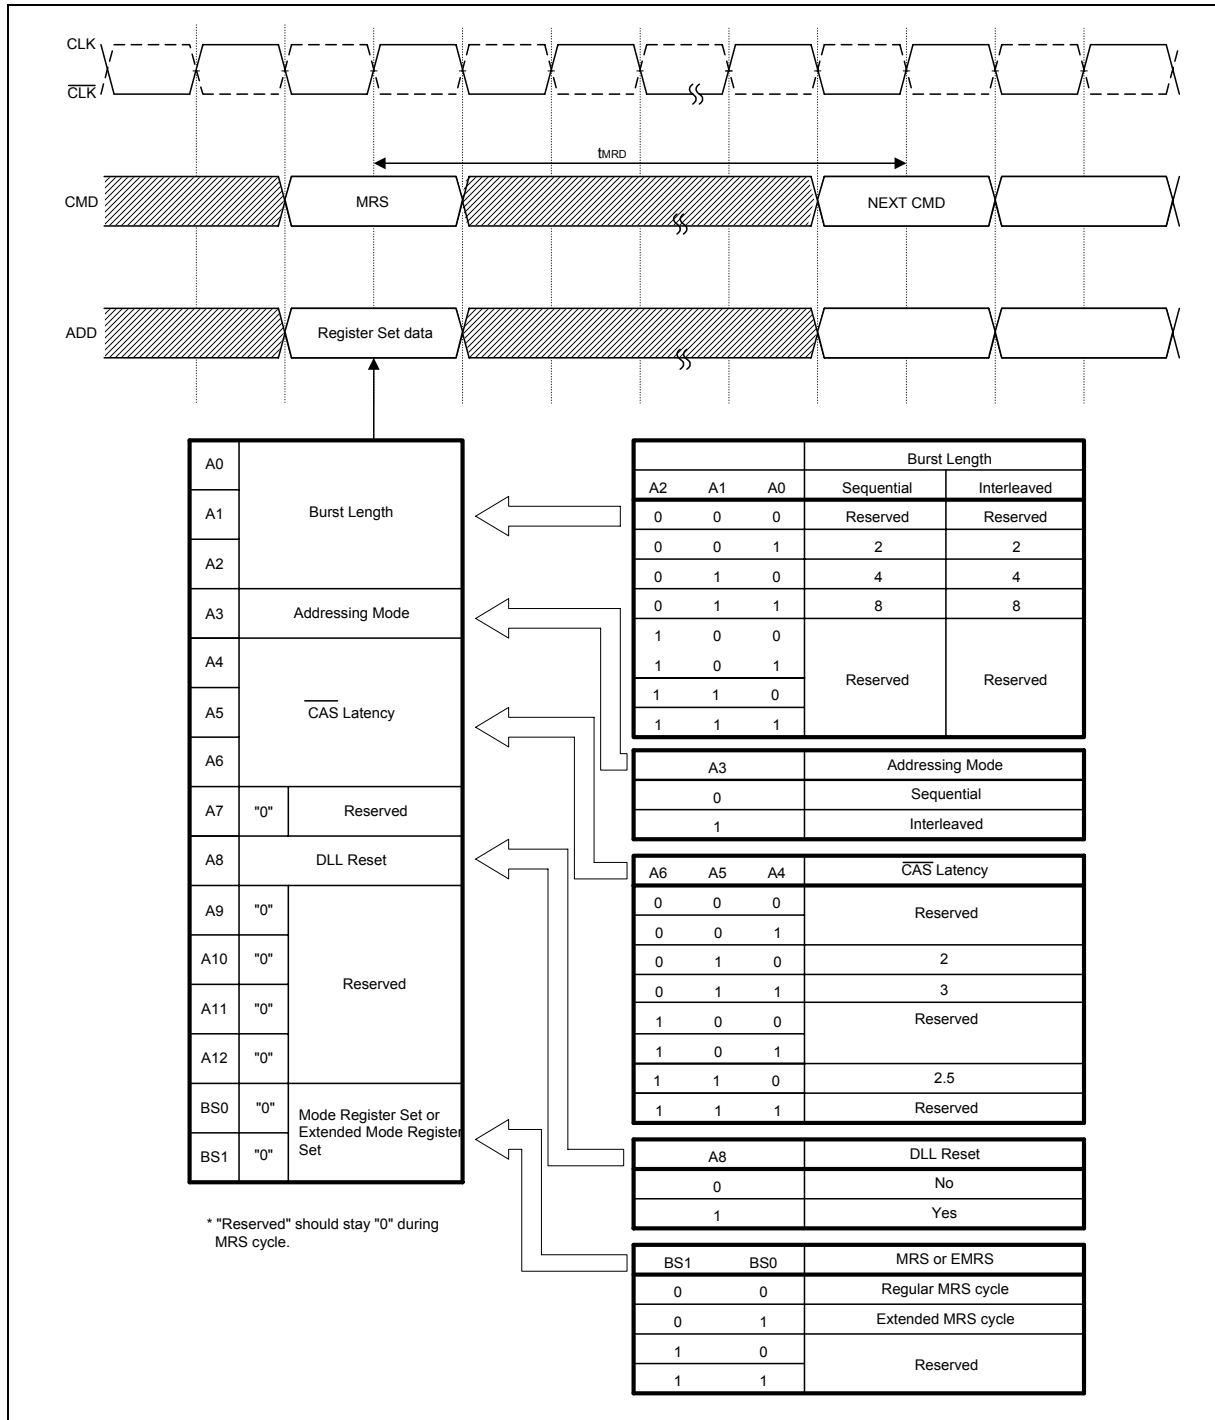 CLK
CLK
tMRD
CMD
MRS
NEXT CMD
ADD
Register Set data
A0
A1
A2
Burst Length
A3
Addressing Mode
A4
A5
A6
CAS Latency
A7 "0" Reserved
A8 DLL Reset
A9 "0"
A10 "0"
A11 "0"
A12 "0"
Reserved
BS0 "0"
BS1 "0"
Mode Register Set or
Extended Mode Register
Set
* "Reserved" should stay "0" during
MRS cycle.
Burst Length
A2 A1 A0 Sequential Interleaved
0 0 0 Reserved Reserved
0 0 1 2 2
0 1 0 4 4
0 1 1 8 8
1 0 0
1 0 1
Reserved Reserved
1 1 0
1 1 1
A3 Addressing Mode
0 Sequential
1 Interleaved
A6 A5 A4 CAS Latency
0 0 0
Reserved
0 0 1
0 1 0 2
0 1 1 3
1 0 0 Reserved
1 0 1
1 1 0 2.5
1 1 1 Reserved
A8 DLL Reset
0 No
1 Yes
BS1 BS0 MRS or EMRS
0 0 Regular MRS cycle
0 1 Extended MRS cycle
1 0
Reserved
1 1